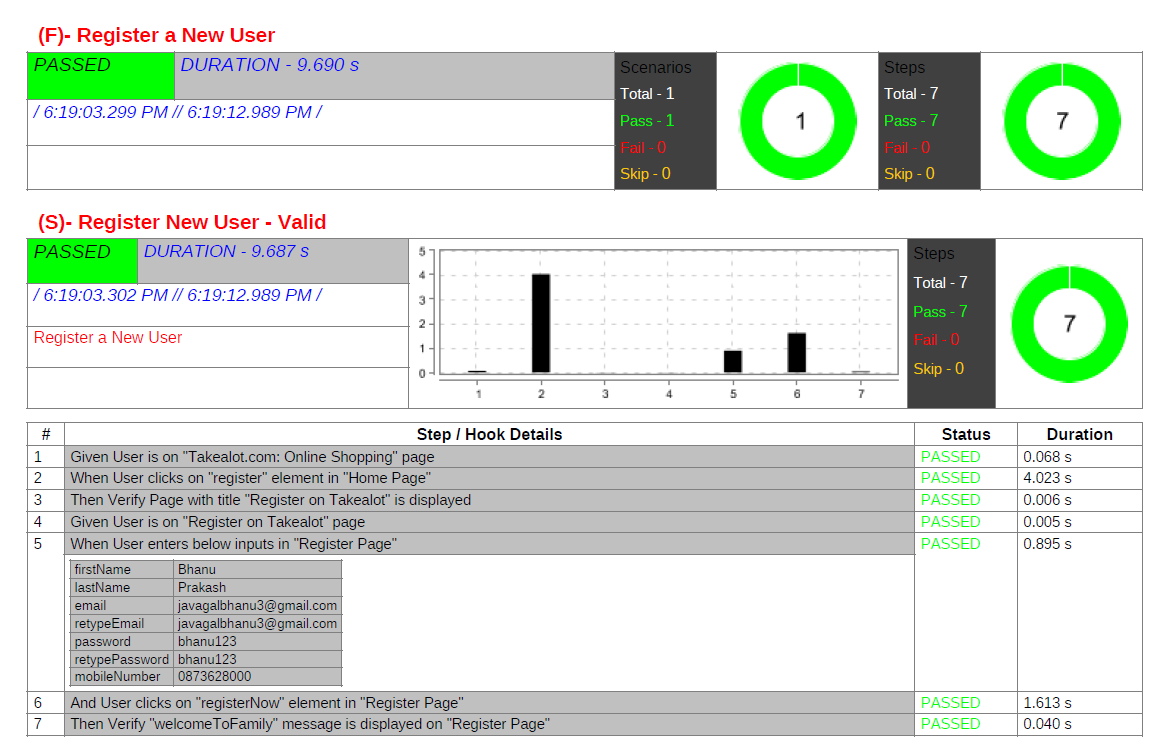 (F)- Register a New User
PASSED DURATION - 9.690 s
/ 6:19:03.299 PM // 6:19:12.989 PM /
Scenarios
Total - 1
Pass - 1
Fail - 0
Skip - 0
1
Steps
Total - 7
Pass - 7
Fail - 0
Skip - 0
7
(S)- Register New User - Valid
PASSED DURATION - 9.687 s
/ 6:19:03.302 PM // 6:19:12.989 PM /
Register a New User
5
4
3
2
1
0
1 2 3 4 5 6 7
Steps
Total - 7
Pass - 7
Fail - 0
Skip - 0
7
# Step / Hook Details Status Duration
1 Given User is on "Takealot.com: Online Shopping" page PASSED 0.068 s
2 When User clicks on "register" element in "Home Page" PASSED 4.023 s
3 Then Verify Page with title "Register on Takealot" is displayed PASSED 0.006 s
4 Given User is on "Register on Takealot" page PASSED 0.005 s
5 When User enters below inputs in "Register Page" PASSED 0.895 s
firstName Bhanu
lastName Prakash
email javagalbhanu3@gmail.com
retypeEmail javagalbhanu3@gmail.com
password bhanu123
retypePassword bhanu123
mobileNumber 0873628000
6 And User clicks on "registerNow" element in "Register Page" PASSED 1.613 s
7 Then Verify "welcomeToFamily" message is displayed on "Register Page" PASSED 0.040 s